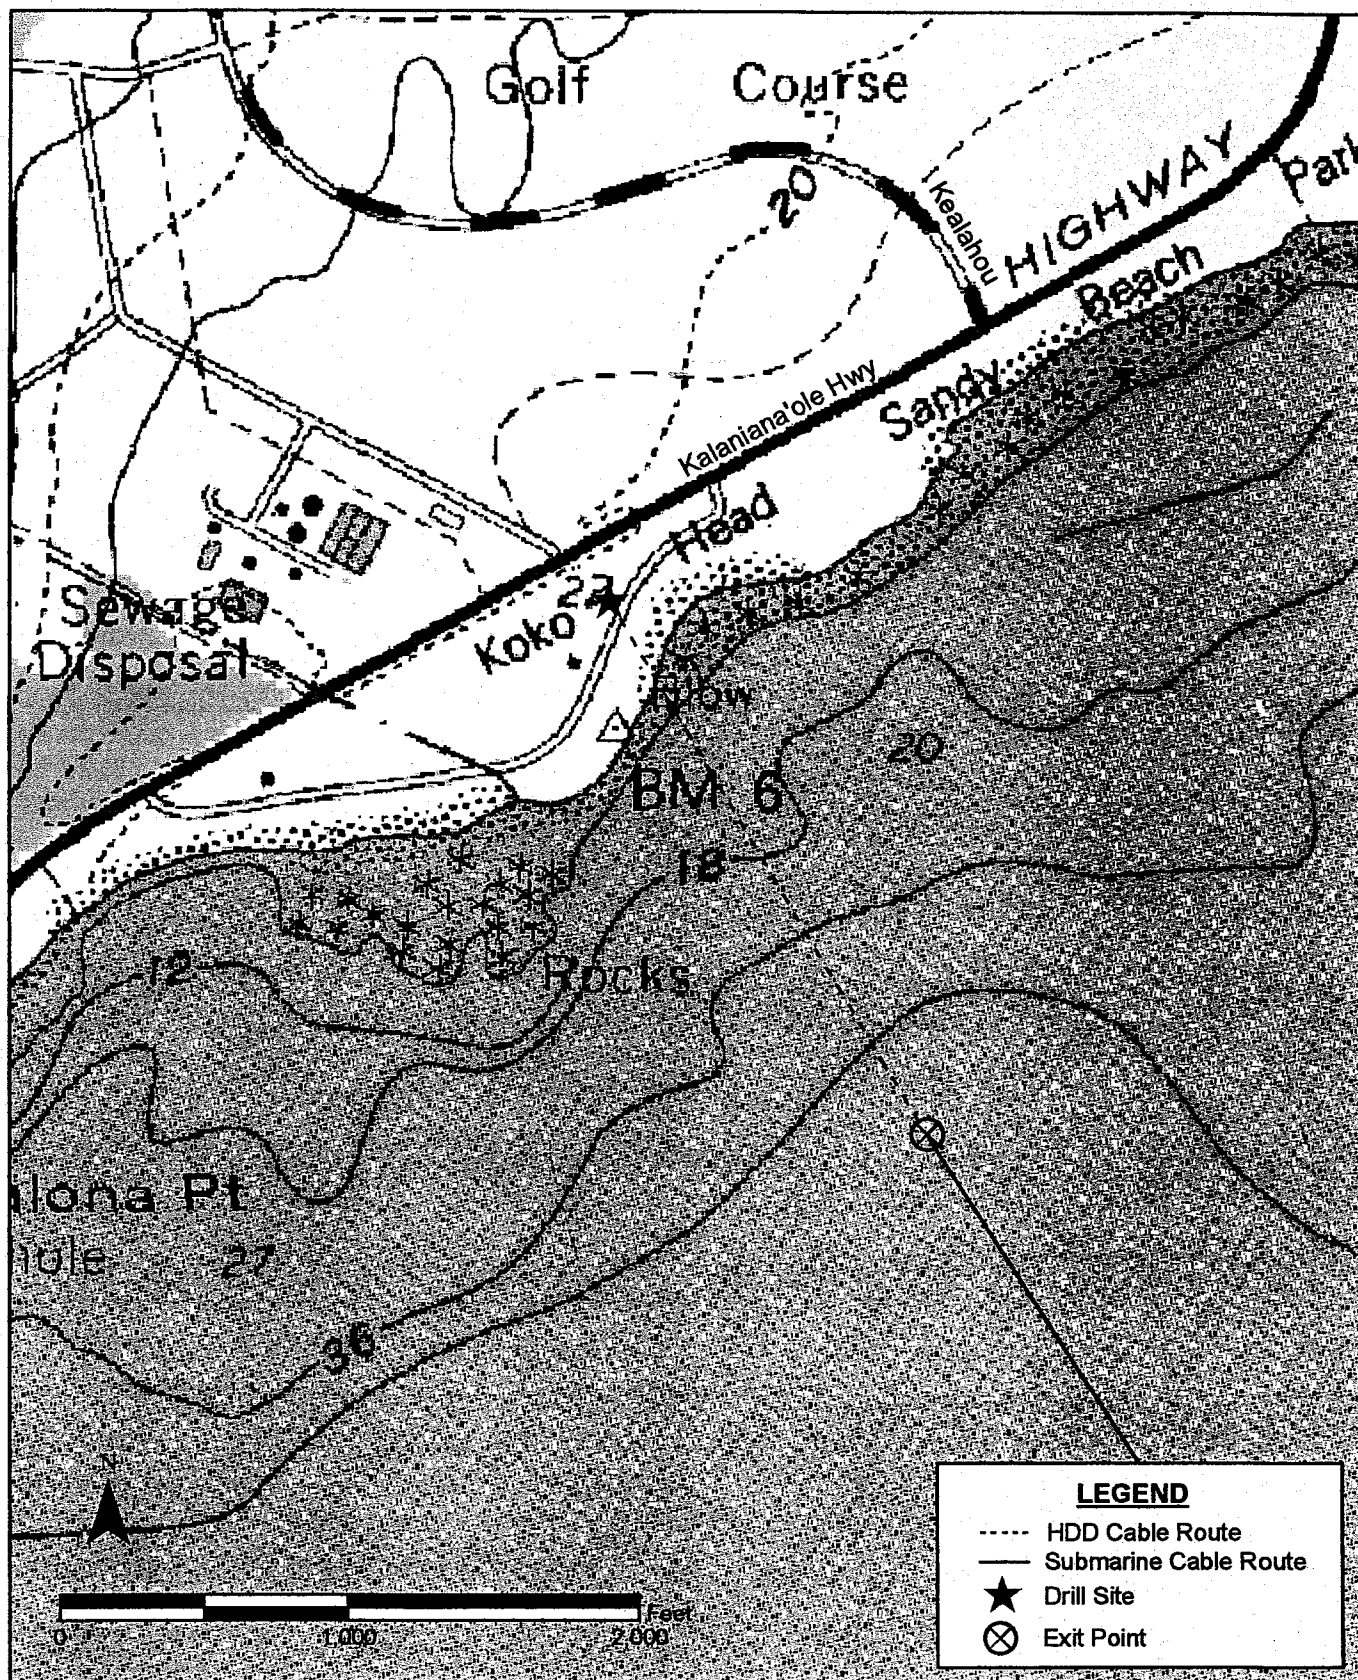 Golf Course
20
Kealahou
HIGHWAY
Park
Sandy Beach
Kalaniana'ole Hwy
Koko Head
Sewage
Disposal
BM 6
20
18
Rocks
12
Pt
27
36
N
0 1,000 2,000
Feet
LEGEND
HDD Cable Route
Submarine Cable Route
Drill Site
Exit Point